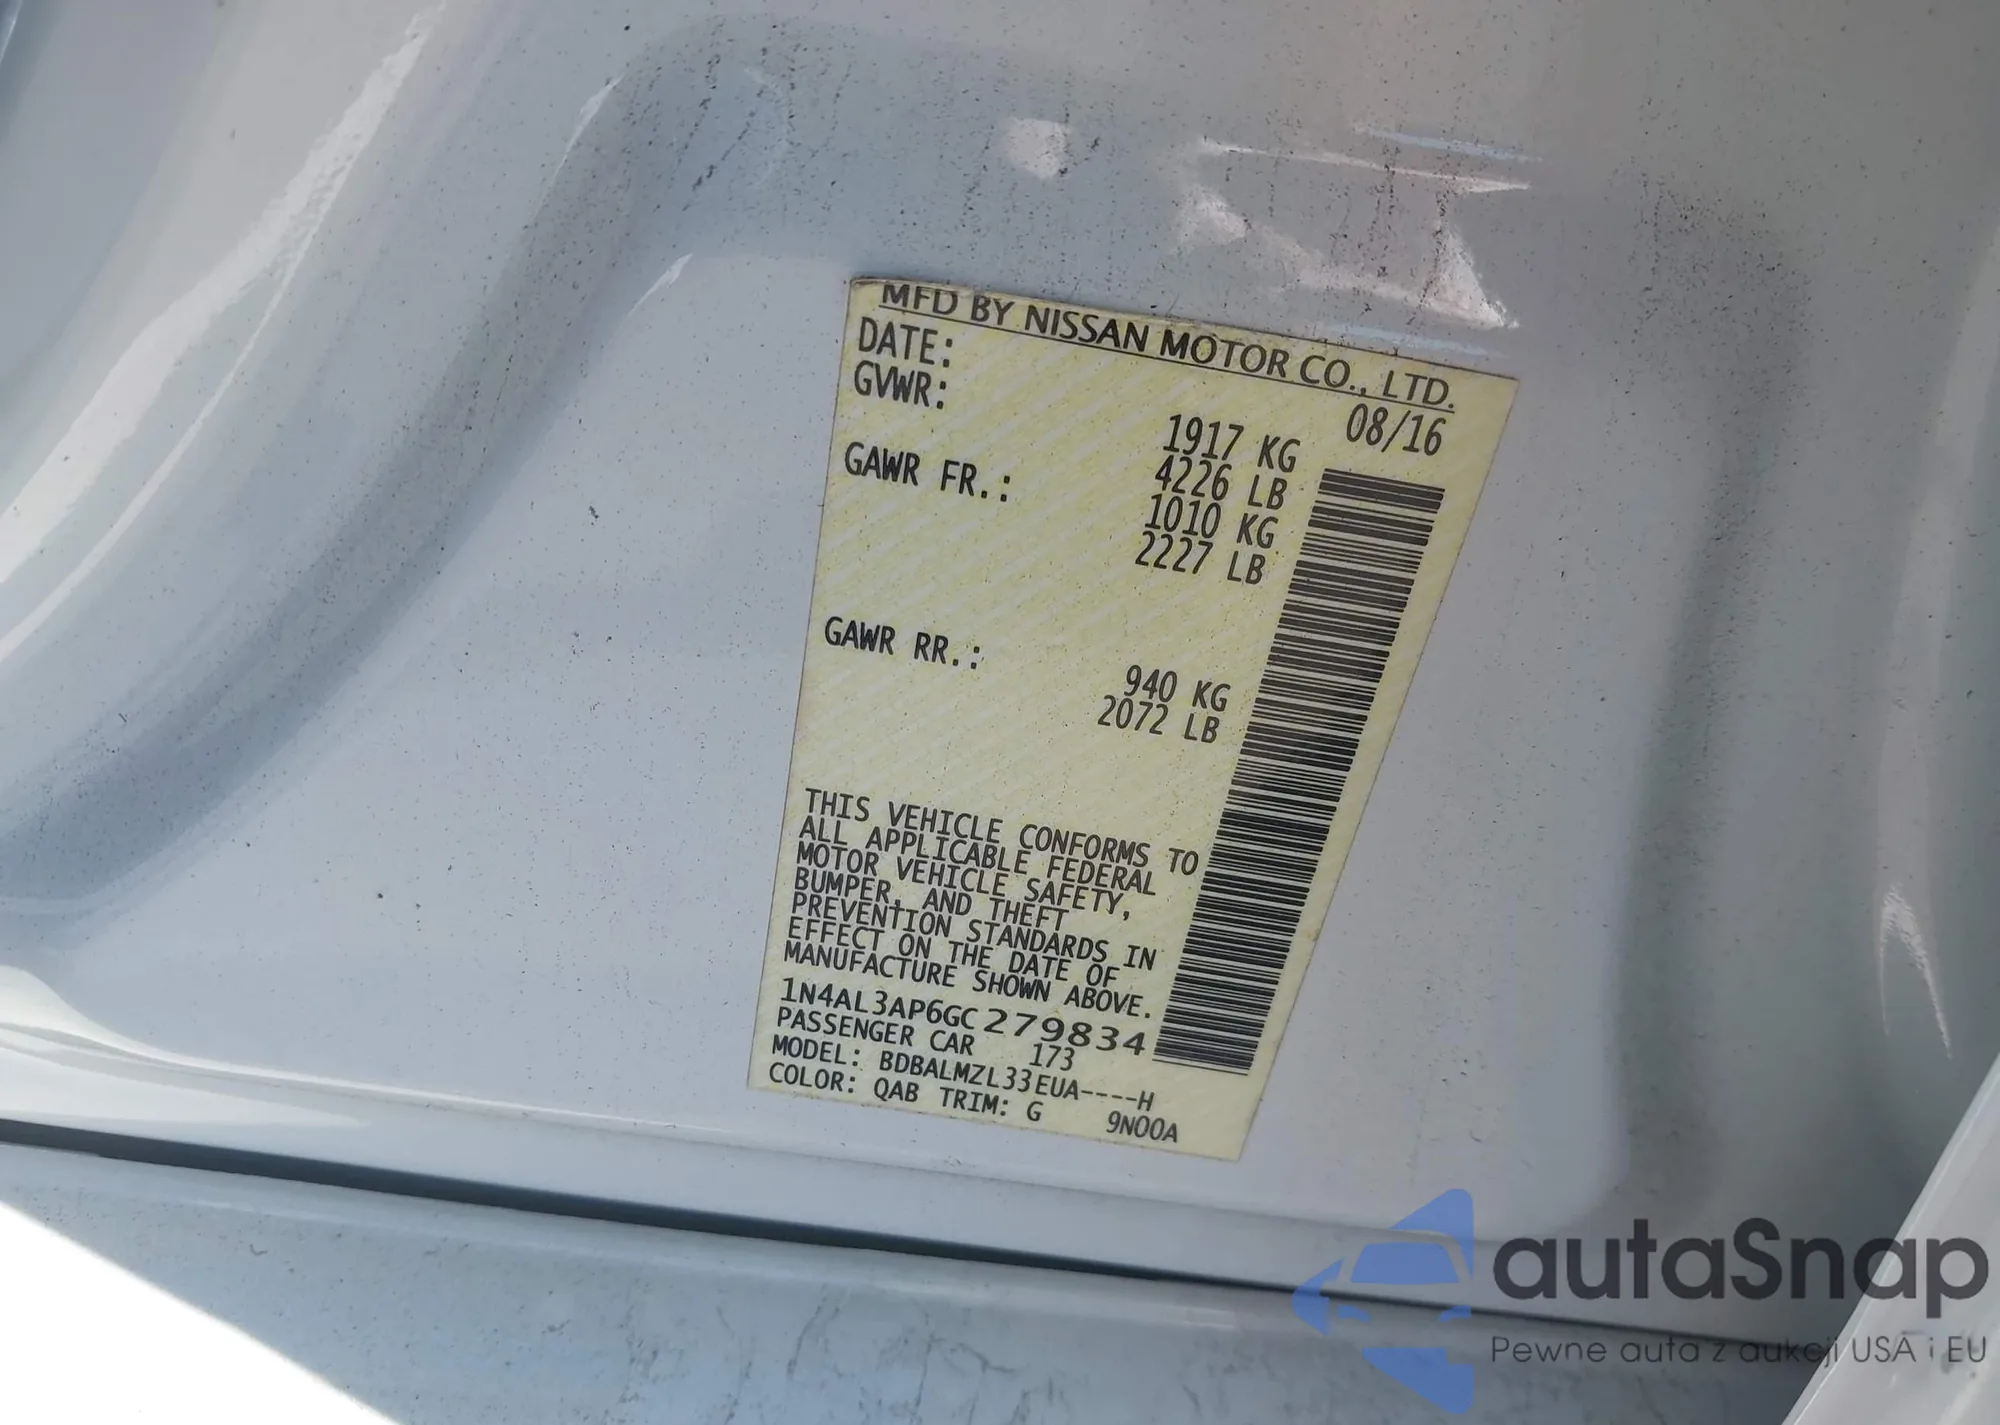 MFD BY NISSAN MOTOR CO., LTD.
DATE: 08/16
GVWR: 1917 KG
4226 LB
GAWR FR.: 1010 KG
2227 LB
GAWR RR.: 940 KG
2072 LB
THIS VEHICLE CONFORMS TO
ALL APPLICABLE FEDERAL
MOTOR VEHICLE SAFETY,
BUMPER, AND THEFT
PREVENTION STANDARDS IN
EFFECT ON THE DATE OF
MANUFACTURE SHOWN ABOVE.
1N4AL3AP6GC279834
PASSENGER CAR 173
MODEL: BDBALMZL33EUA----H
COLOR: QAB TRIM: G 9N00A
autaSnap
Pewne auta z aukcji USA i EU